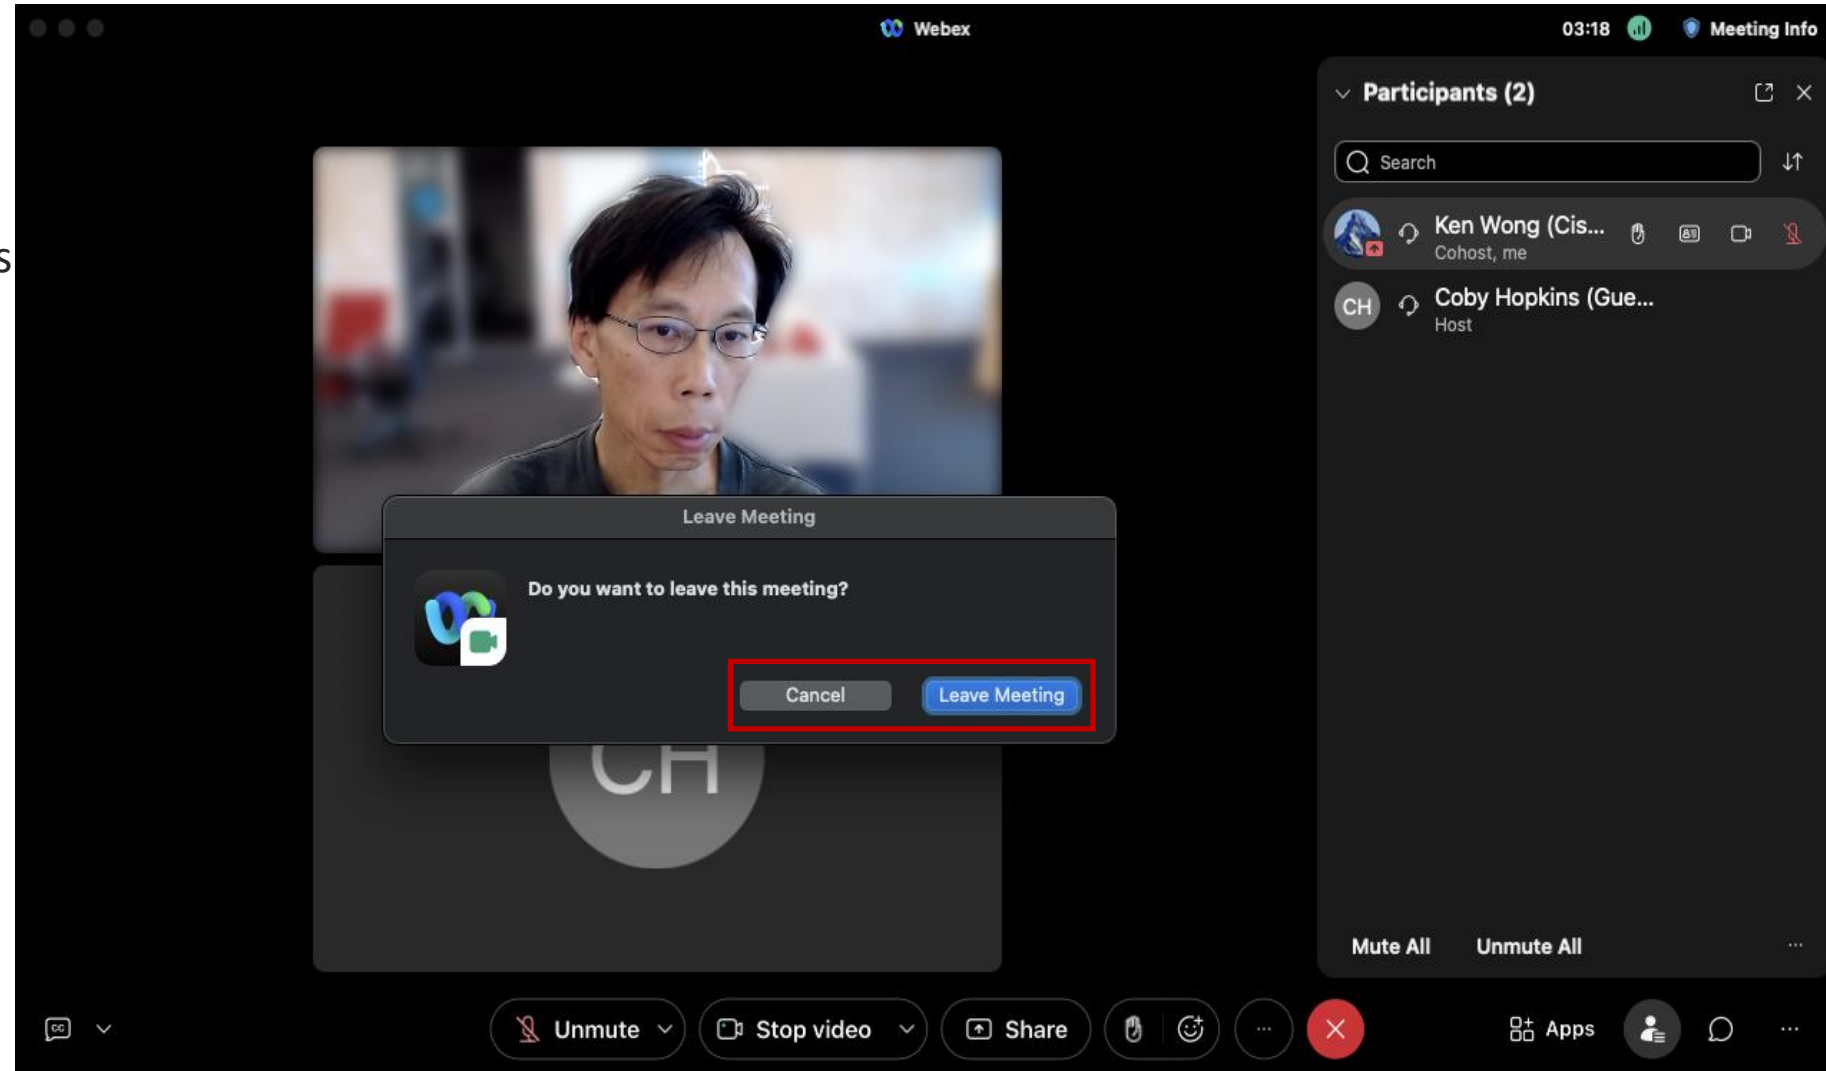 Webex
03:18 Meeting Info
Participants (2)
Search
s
Ken Wong (Cis...
Cohost, me
CH
Coby Hopkins (Gue...
Host
Leave Meeting
Do you want to leave this meeting?
Cancel Leave Meeting
CH
Mute All Unmute All
CC Unmute Stop video Share Apps